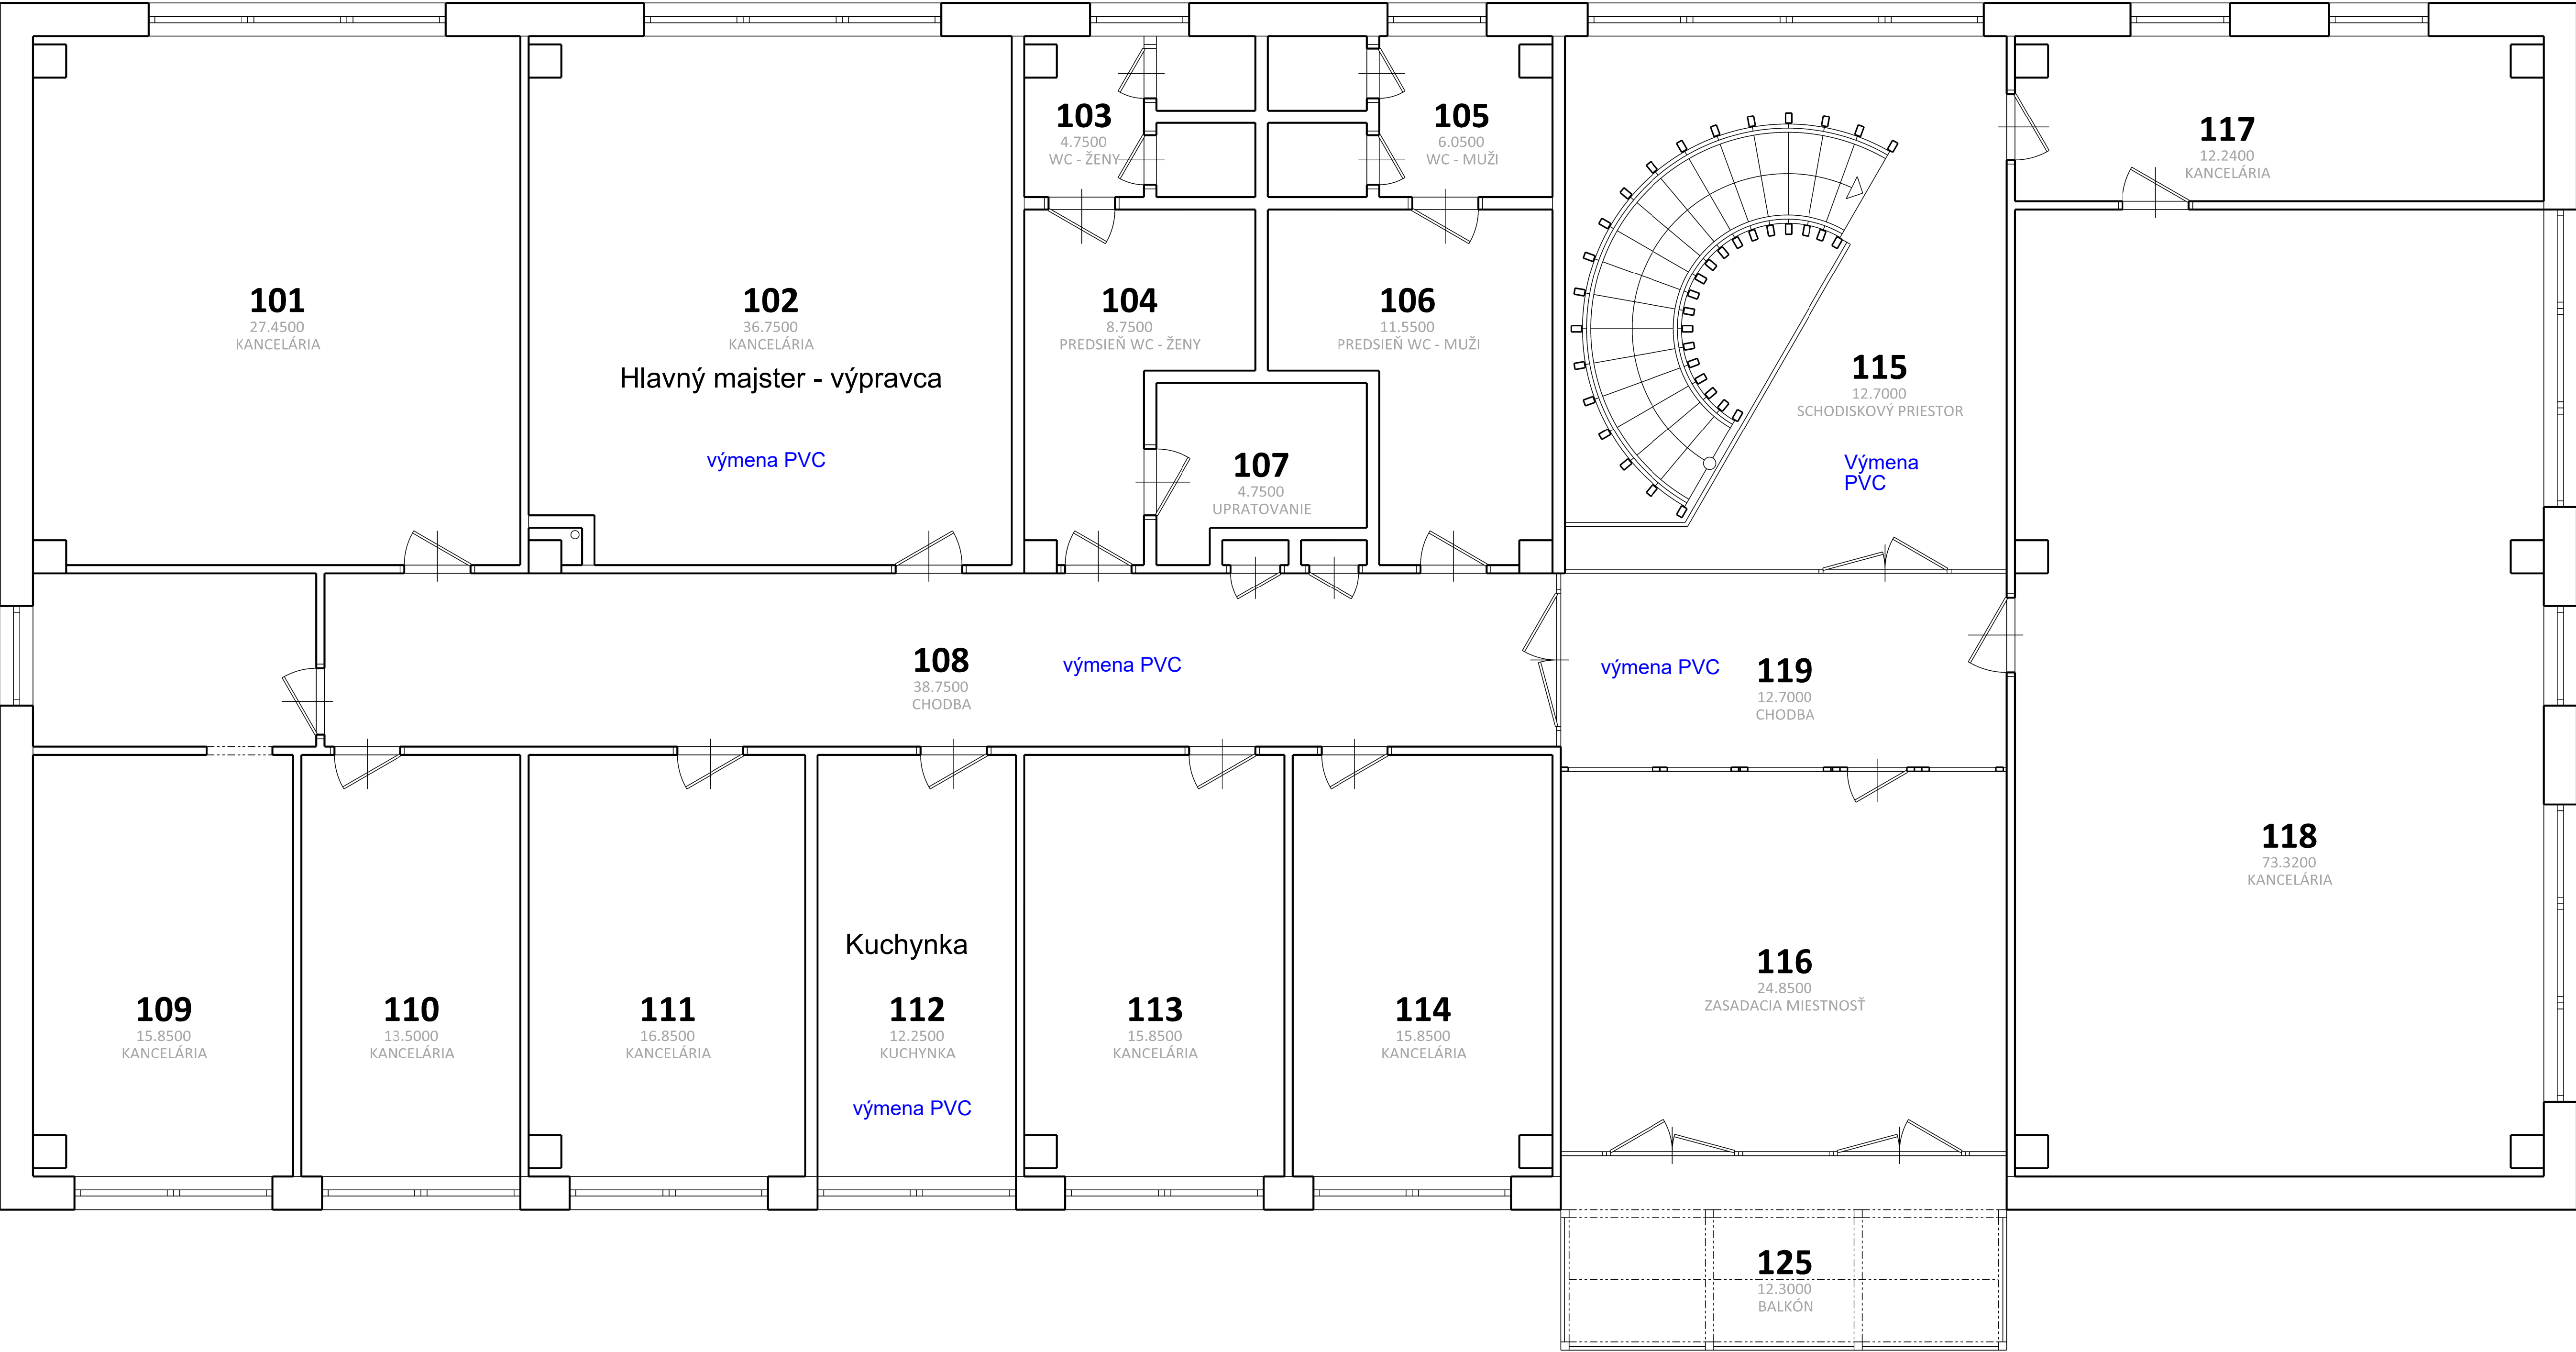 103
4.7500
WC - ŽENY
105
6.0500
WC - MUŽI
117
12.2400
KANCELÁRIA
101
27.4500
KANCELÁRIA
102
36.7500
KANCELÁRIA
Hlavný majster - výpravca
výmena PVC
104
8.7500
PREDSIEŇ WC - ŽENY
106
11.5500
PREDSIEŇ WC - MUŽI
115
12.7000
SCHODISKOVÝ PRIESTOR
Výmena
PVC
107
4.7500
UPRATOVANIE
108
38.7500
CHODBA
výmena PVC
výmena PVC
119
12.7000
CHODBA
118
73.3200
KANCELÁRIA
109
15.8500
KANCELÁRIA
110
13.5000
KANCELÁRIA
111
16.8500
KANCELÁRIA
Kuchynka
112
12.2500
KUCHYNKA
výmena PVC
113
15.8500
KANCELÁRIA
114
15.8500
KANCELÁRIA
116
24.8500
ZASADACIA MIESTNOSŤ
125
12.3000
BALKÓN